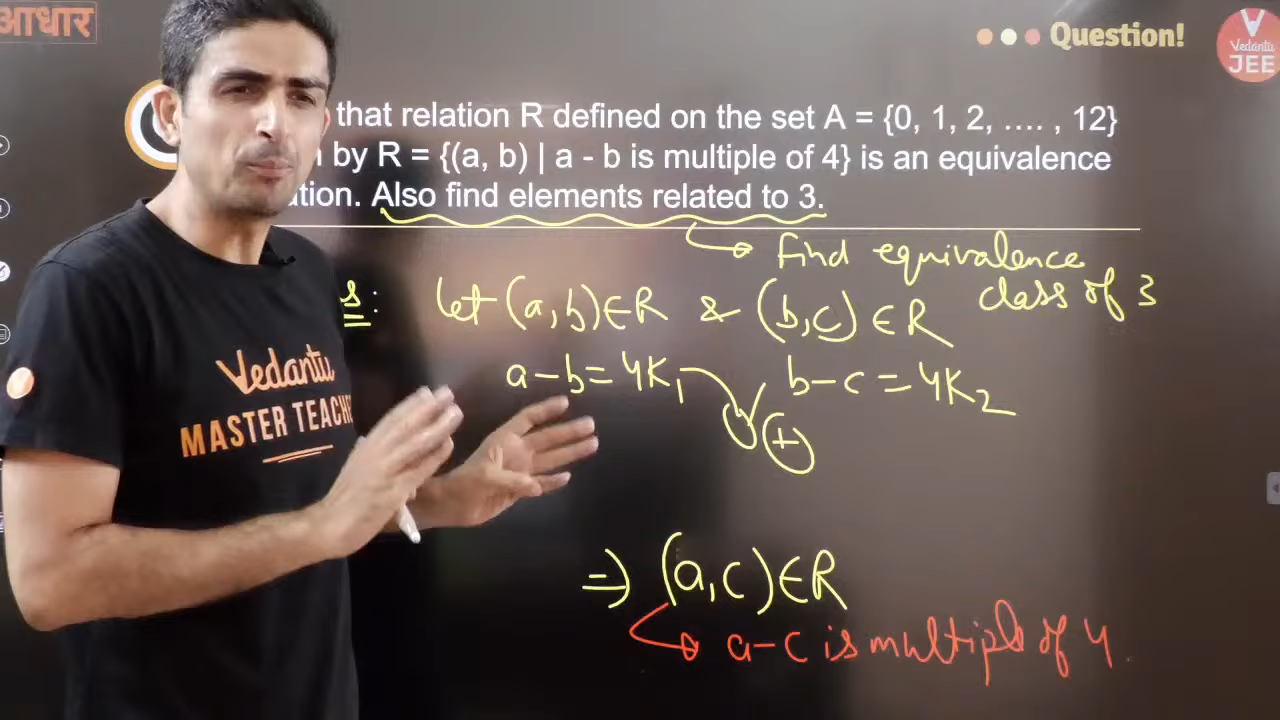 आधार
Question!
Vedantu
JEE
that relation R defined on the set A = {0, 1, 2, .... , 12}
by R = {(a, b) | a - b is multiple of 4} is an equivalence
Also find elements related to 3.
Find equivalence
class of 3
let (a,b)∈R & (b,c)∈R
a-b=4K₁ b-c=4K₂
+
⇒ (a,c)∈R
a-c is multiple of 4.
Vedantu
MASTER TEACHE